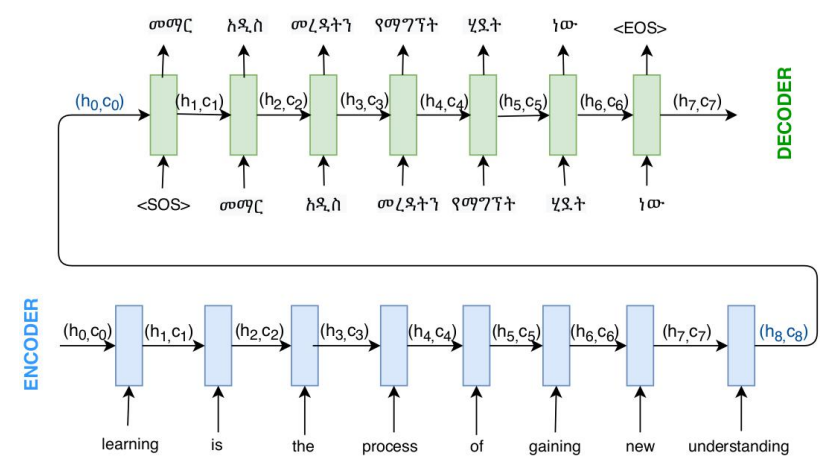 መማር አዲስ መረዳትን የማግኘት ሂደት ነው <EOS>
(h0,c0) (h1,c1) (h2,c2) (h3,c3) (h4,c4) (h5,c5) (h6,c6) (h7,c7)
DECODER
<SOS> መማር አዲስ መረዳትን የማግኘት ሂደት ነው
ENCODER
(h0,c0) (h1,c1) (h2,c2) (h3,c3) (h4,c4) (h5,c5) (h6,c6) (h7,c7) (h8,c8)
learning is the process of gaining new understanding